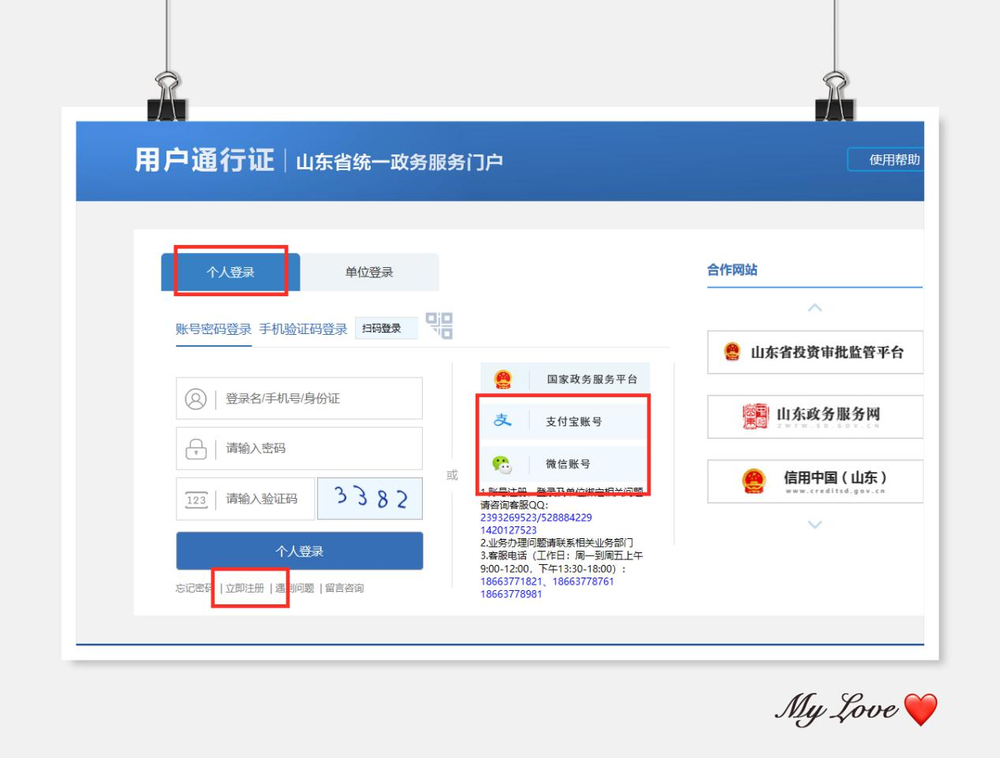 用户通行证 | 山东省统一政务服务门户
使用帮助
个人登录
单位登录
账号密码登录
手机验证码登录
扫码登录
登录名/手机号/身份证
请输入密码
123
请输入验证码
3382
个人登录
忘记密码 | 立即注册 | 遇到问题 | 留言咨询
或
国家政务服务平台
支付宝账号
微信账号
1.账号注册、登录及单位绑定相关问题
请咨询客服QQ：
2393269523/528884229
1420127523
2.业务办理问题请联系相关业务部门
3.客服电话（工作日：周一到周五上午
9:00-12:00，下午13:30-18:00）：
18663771821、18663778761
18663778981
合作网站
山东省投资审批监管平台
山东政务服务网
ZWFW.SD.GOV.CN
信用中国（山东）
www.creditsd.gov.cn
My Love